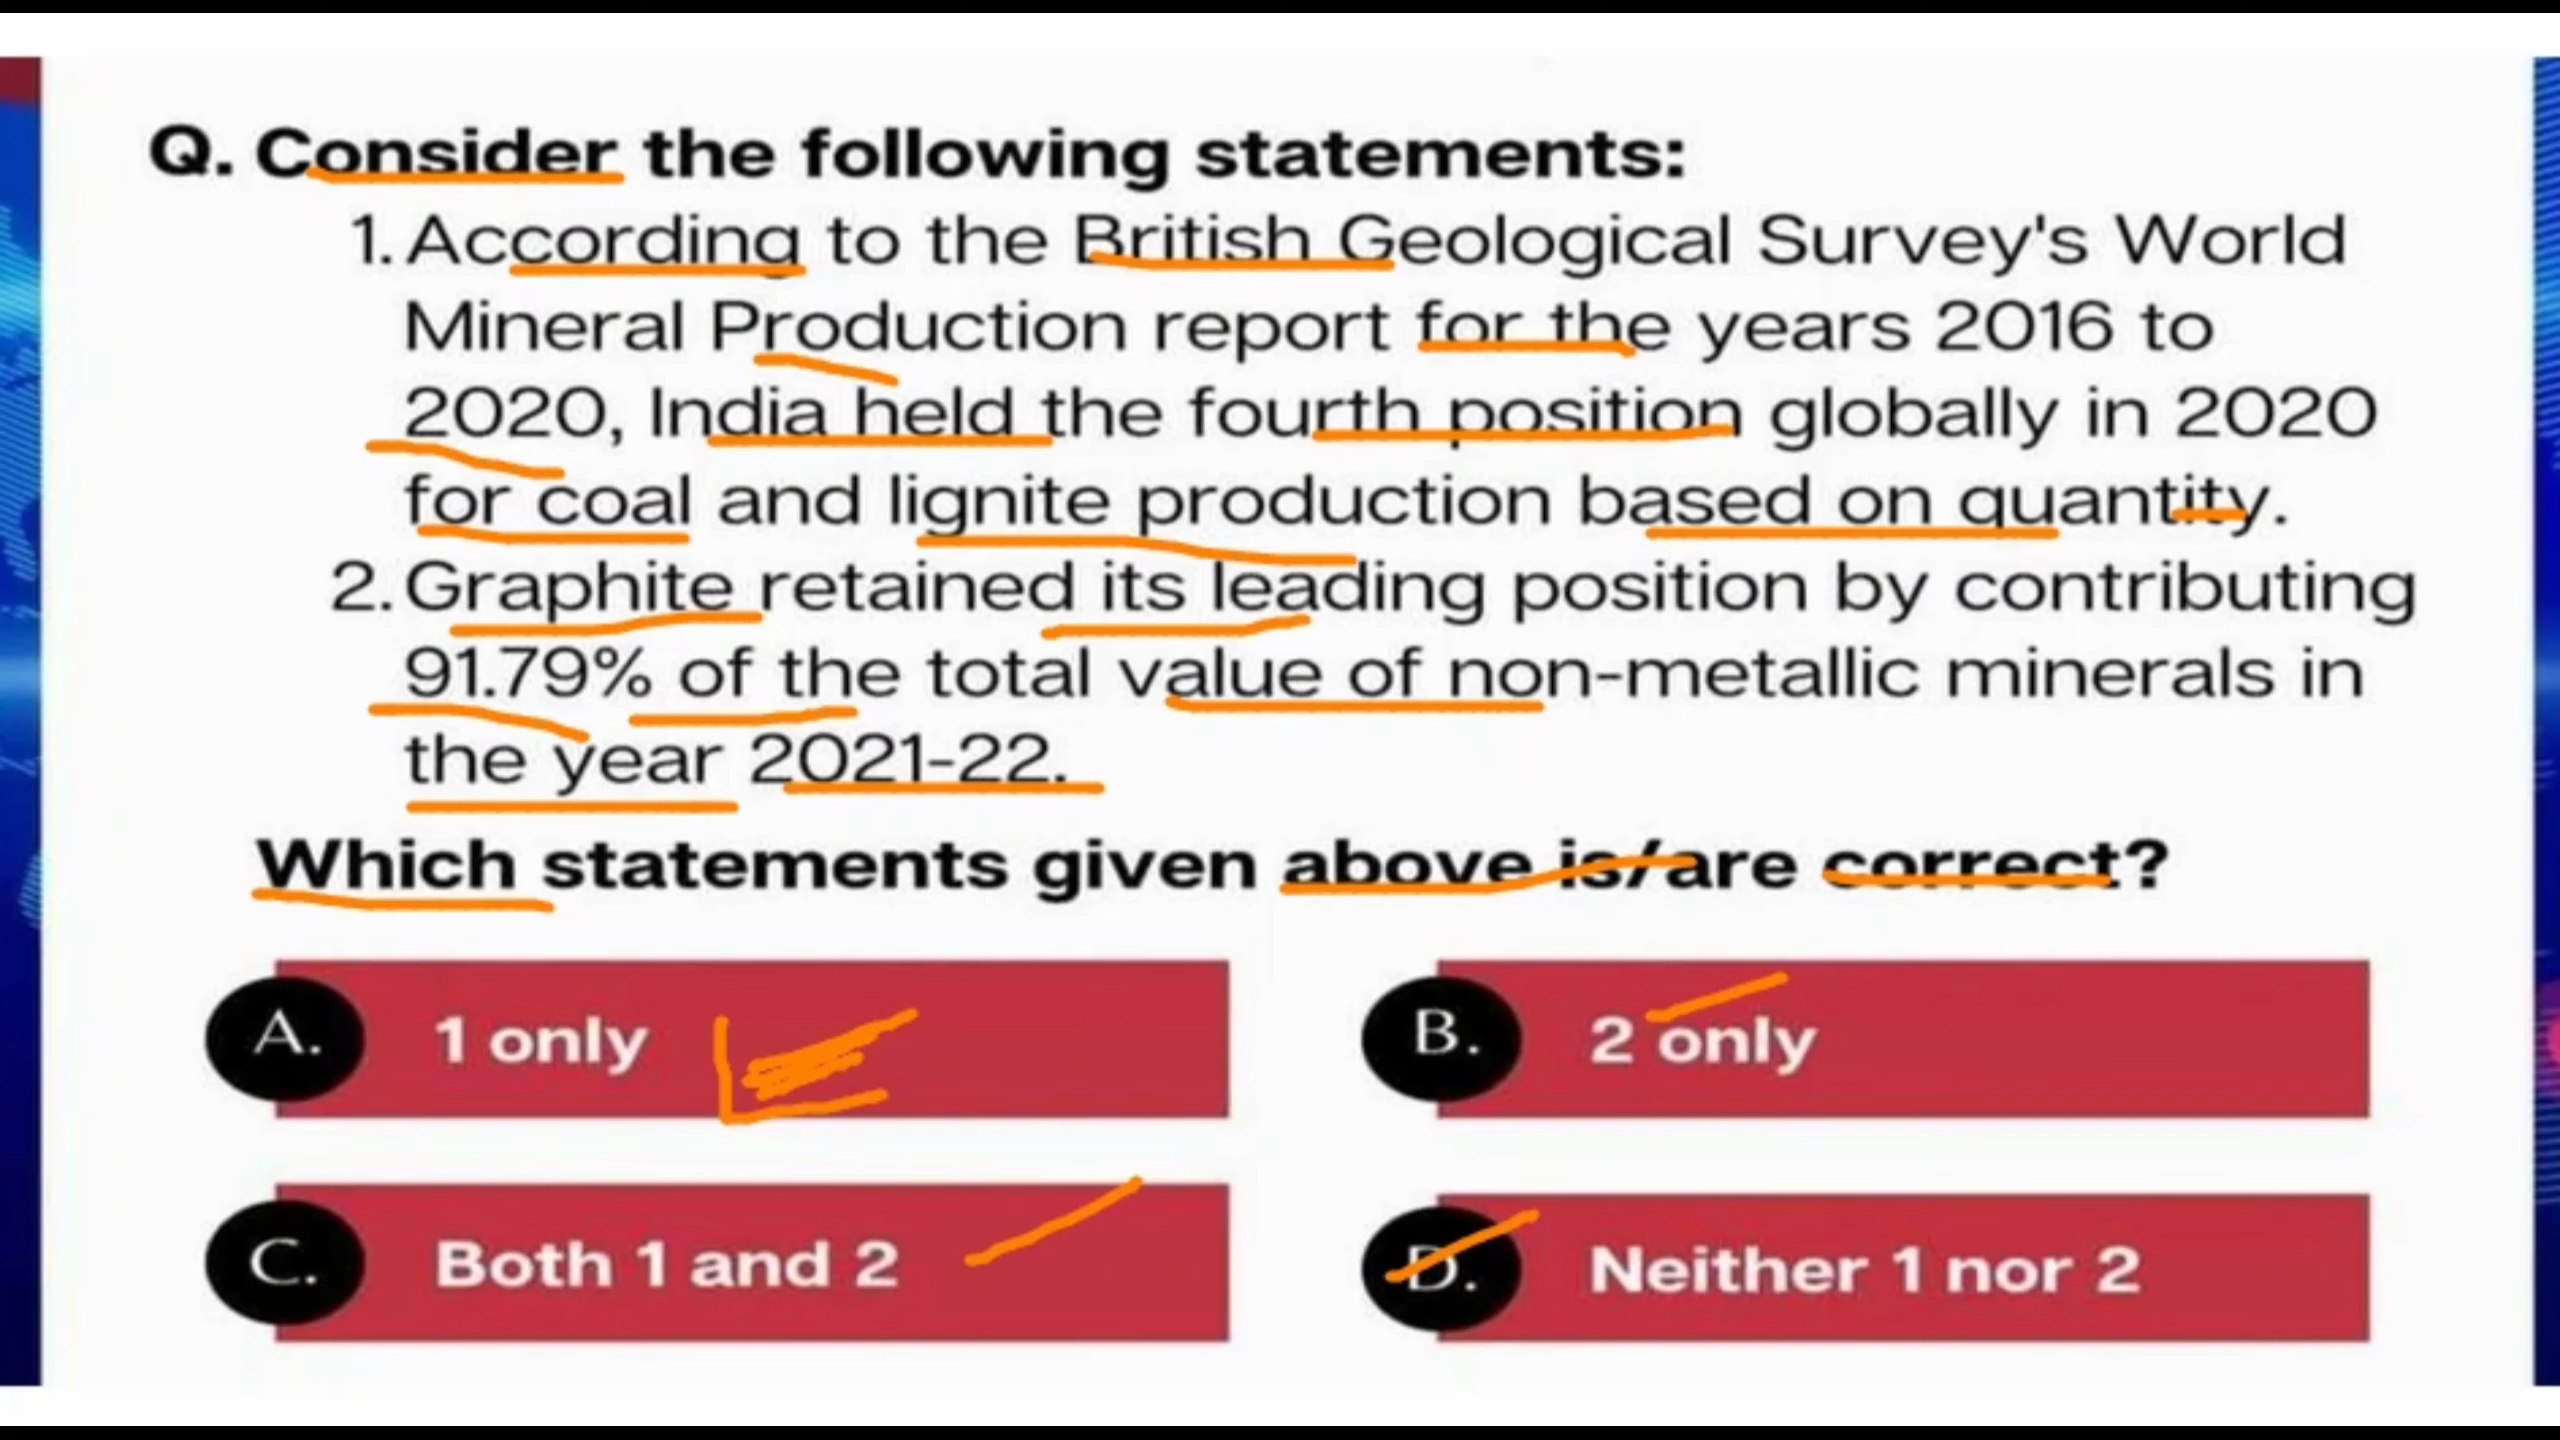 Q. Consider the following statements:
1. According to the British Geological Survey's World
Mineral Production report for the years 2016 to
2020, India held the fourth position globally in 2020
for coal and lignite production based on quantity.
2. Graphite retained its leading position by contributing
91.79% of the total value of non-metallic minerals in
the year 2021-22.
Which statements given above is/are correct?
A. 1 only
B. 2 only
C. Both 1 and 2
D. Neither 1 nor 2